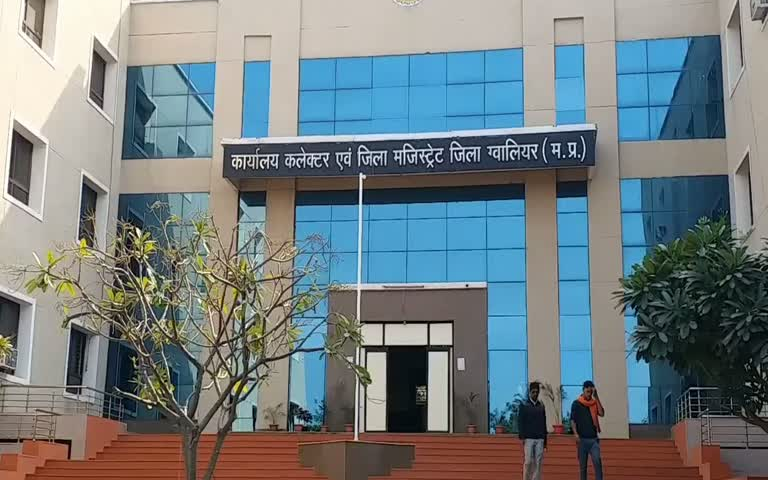 कार्यालय कलेक्टर एवं जिला मजिस्ट्रेट जिला ग्वालियर ( म.प्र.)